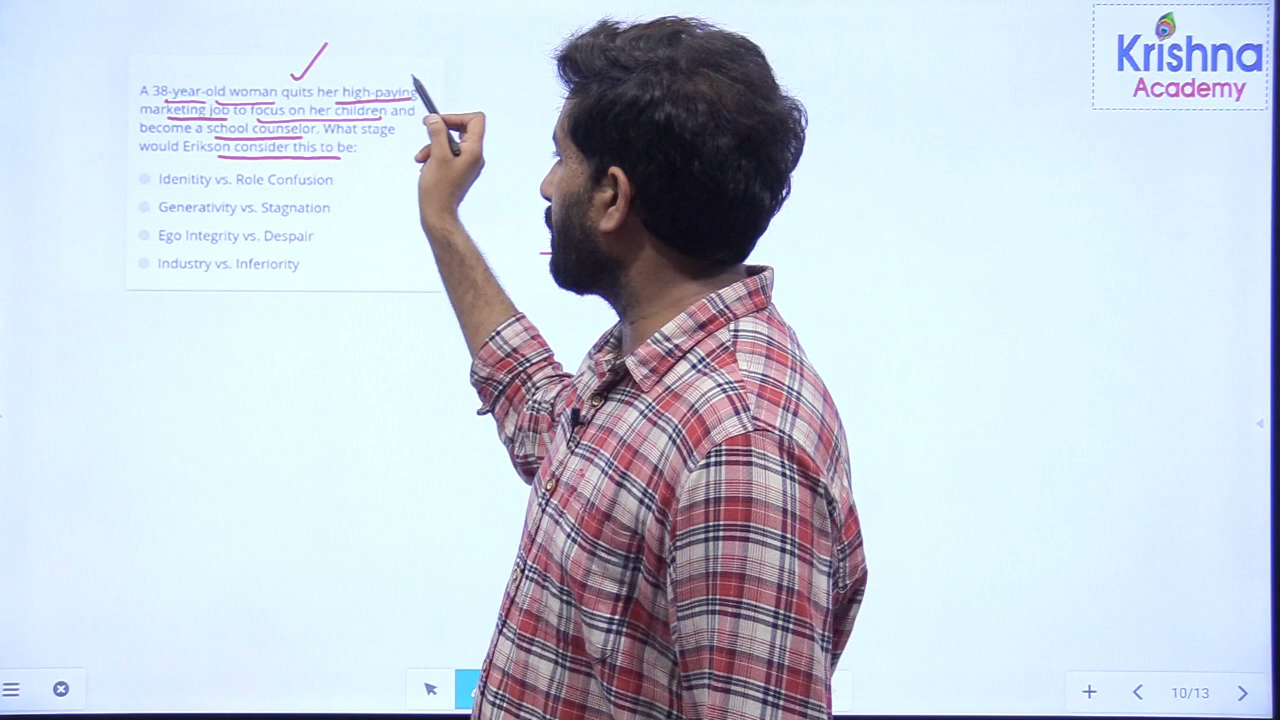 Krishna
Academy
A 38-year-old woman quits her high-paying
marketing job to focus on her children and
become a school counselor. What stage
would Erikson consider this to be:
Idenitity vs. Role Confusion
Generativity vs. Stagnation
Ego Integrity vs. Despair
Industry vs. Inferiority
10/13